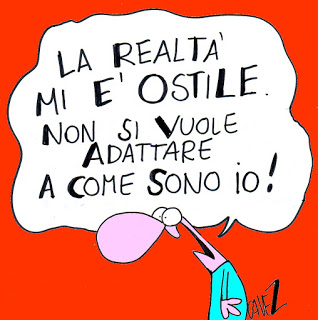 LA REALTA'
MI E' OSTILE.
NON SI VUOLE
ADATTARE
A COME SONO IO!